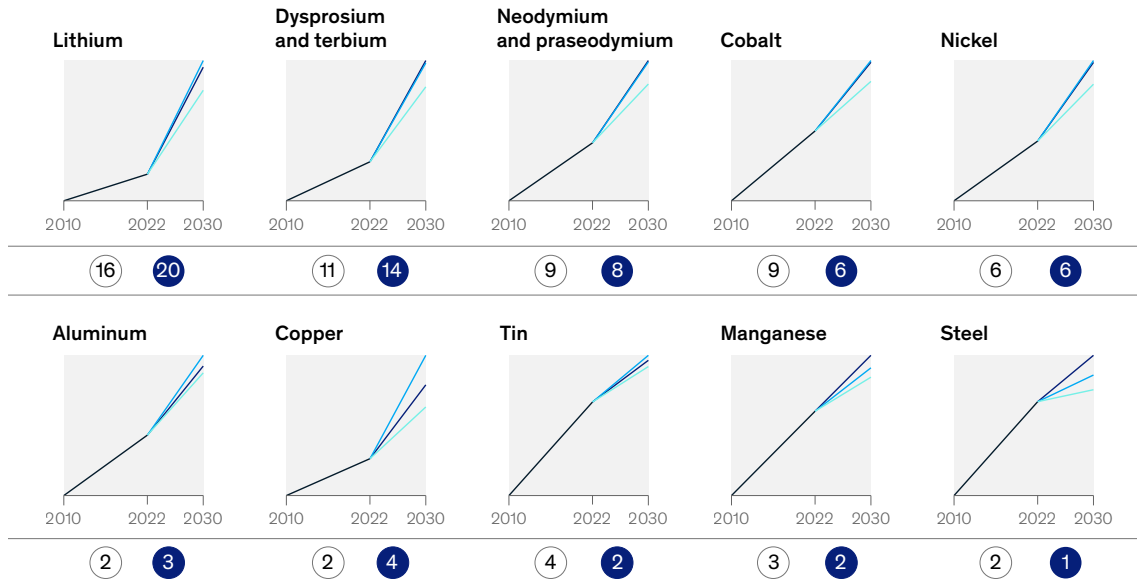 Lithium
Dysprosium
and terbium
Neodymium
and praseodymium
Cobalt
Nickel
2010 2022 2030
2010 2022 2030
2010 2022 2030
2010 2022 2030
2010 2022 2030
16 20
11 14
9 8
9 6
6 6
Aluminum
Copper
Tin
Manganese
Steel
2010 2022 2030
2010 2022 2030
2010 2022 2030
2010 2022 2030
2010 2022 2030
2 3
2 4
4 2
3 2
2 1